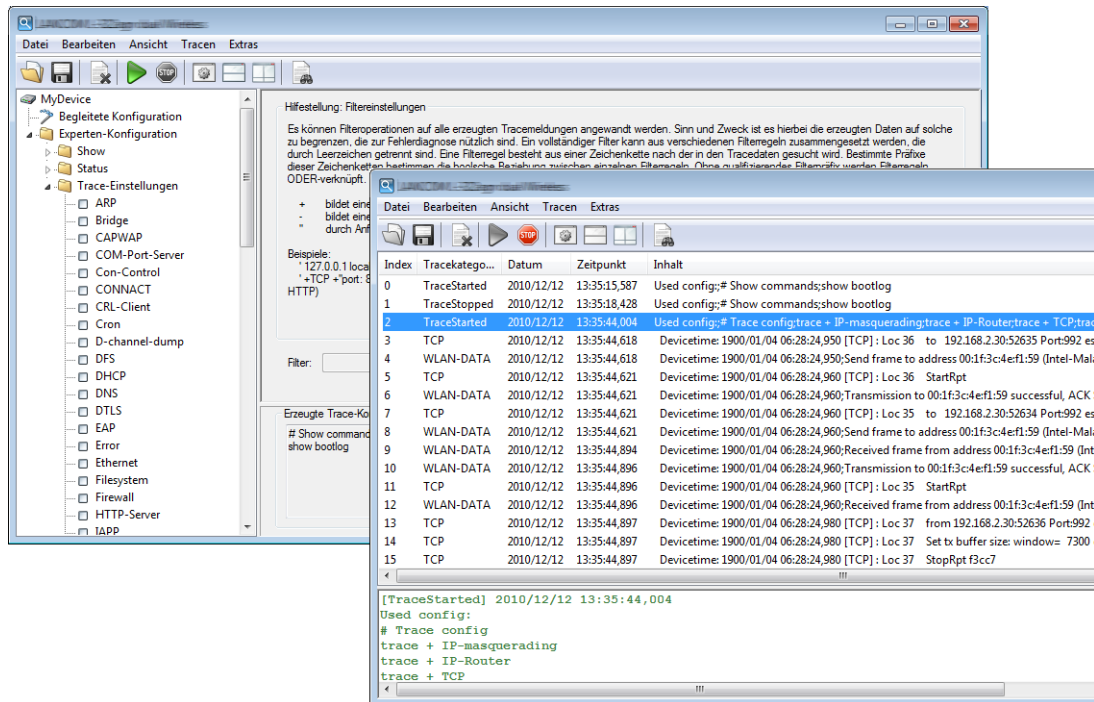 Datei Bearbeiten Ansicht Tracen Extras
STOP
MyDevice
Begleitete Konfiguration
Experten-Konfiguration
Show
Status
Trace-Einstellungen
ARP
Bridge
CAPWAP
COM-Port-Server
Con-Control
CONNACT
CRL-Client
Cron
D-channel-dump
DFS
DHCP
DNS
DTLS
EAP
Error
Ethernet
Filesystem
Firewall
HTTP-Server
IAPP
Hilfestellung: Filtereinstellungen
Es können Filteroperationen auf alle erzeugten Tracemeldungen angewandt werden. Sinn und Zweck ist es hierbei die erzeugten Daten auf solche
zu begrenzen, die zur Fehlerdiagnose nützlich sind. Ein vollständiger Filter kann aus verschiedenen Filterregeln zusammengesetzt werden, die
durch Leerzeichen getrennt sind. Eine Filterregel besteht aus einer Zeichenkette nach der in den Tracedaten gesucht wird. Bestimmte Präfixe
dieser Zeichenketten bestimmen die boolsche Beziehung zwischen einzelnen Filterregeln. Ohne qualifizierendes Filterpräfix werden Filterregeln
ODER-verknüpft.
+ bildet eine
- bildet eine
" durch Anf
Beispiele:
' 127.0.0.1 loca
' +TCP +"port: 8
HTTP)
Filter:
Erzeugte Trace-Ko
# Show command
show bootlog
Datei Bearbeiten Ansicht Tracen Extras
STOP
Index Tracekatego... Datum Zeitpunkt Inhalt
0 TraceStarted 2010/12/12 13:35:15,587 Used config:;# Show commands;show bootlog
1 TraceStopped 2010/12/12 13:35:18,428 Used config:;# Show commands;show bootlog
2 TraceStarted 2010/12/12 13:35:44,004 Used config:;# Trace config;trace + IP-masquerading;trace + IP-Router;trace + TCP;trac
3 TCP 2010/12/12 13:35:44,618 Devicetime: 1900/01/04 06:28:24,950 [TCP] : Loc 36 to 192.168.2.30:52635 Port:992 es
4 WLAN-DATA 2010/12/12 13:35:44,618 Devicetime: 1900/01/04 06:28:24,950;Send frame to address 00:1f:3c:4e:f1:59 (Intel-Mala
5 TCP 2010/12/12 13:35:44,621 Devicetime: 1900/01/04 06:28:24,960 [TCP] : Loc 36 StartRpt
6 WLAN-DATA 2010/12/12 13:35:44,621 Devicetime: 1900/01/04 06:28:24,960;Transmission to 00:1f:3c:4e:f1:59 successful, ACK
7 TCP 2010/12/12 13:35:44,621 Devicetime: 1900/01/04 06:28:24,960 [TCP] : Loc 35 to 192.168.2.30:52634 Port:992 es
8 WLAN-DATA 2010/12/12 13:35:44,621 Devicetime: 1900/01/04 06:28:24,960;Send frame to address 00:1f:3c:4e:f1:59 (Intel-Mala
9 WLAN-DATA 2010/12/12 13:35:44,894 Devicetime: 1900/01/04 06:28:24,960;Received frame from address 00:1f:3c:4e:f1:59 (Int
10 WLAN-DATA 2010/12/12 13:35:44,896 Devicetime: 1900/01/04 06:28:24,960;Transmission to 00:1f:3c:4e:f1:59 successful, ACK
11 TCP 2010/12/12 13:35:44,896 Devicetime: 1900/01/04 06:28:24,960 [TCP] : Loc 35 StartRpt
12 WLAN-DATA 2010/12/12 13:35:44,896 Devicetime: 1900/01/04 06:28:24,960;Received frame from address 00:1f:3c:4e:f1:59 (Int
13 TCP 2010/12/12 13:35:44,897 Devicetime: 1900/01/04 06:28:24,980 [TCP] : Loc 37 from 192.168.2.30:52636 Port:992
14 TCP 2010/12/12 13:35:44,897 Devicetime: 1900/01/04 06:28:24,980 [TCP] : Loc 37 Set tx buffer size: window= 7300
15 TCP 2010/12/12 13:35:44,897 Devicetime: 1900/01/04 06:28:24,980 [TCP] : Loc 37 StopRpt f3cc7
[TraceStarted] 2010/12/12 13:35:44,004
Used config:
# Trace config
trace + IP-masquerading
trace + IP-Router
trace + TCP